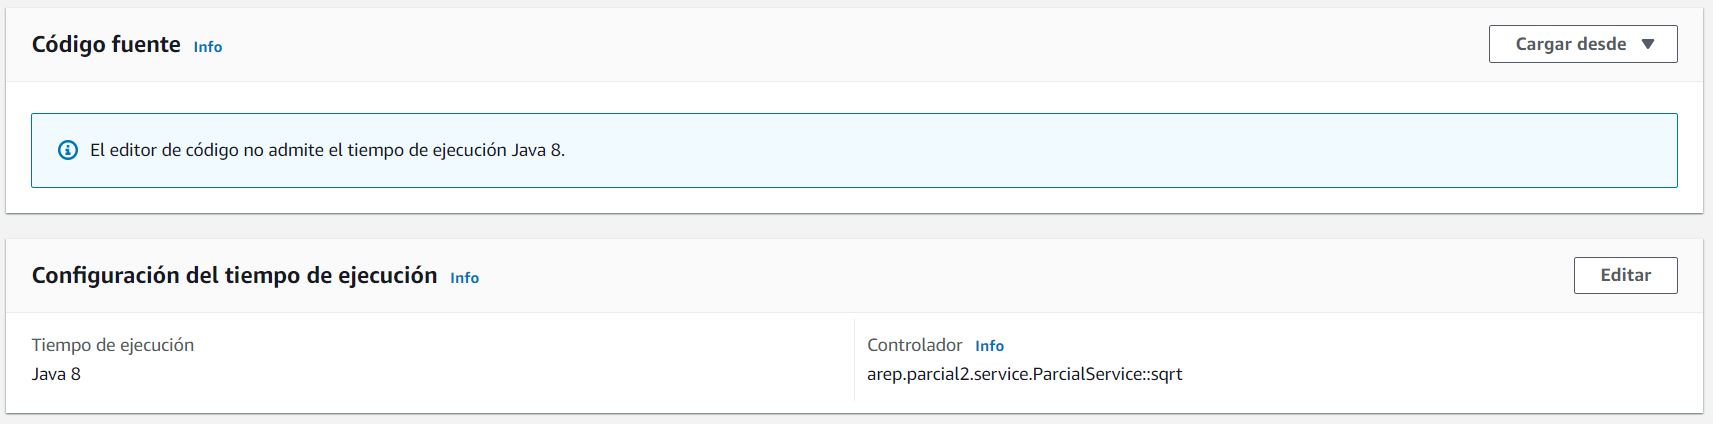 Código fuente Info
Cargar desde
El editor de código no admite el tiempo de ejecución Java 8.
Configuración del tiempo de ejecución Info
Editar
Tiempo de ejecución
Java 8
Controlador Info
arep.parcial2.service.ParcialService::sqrt